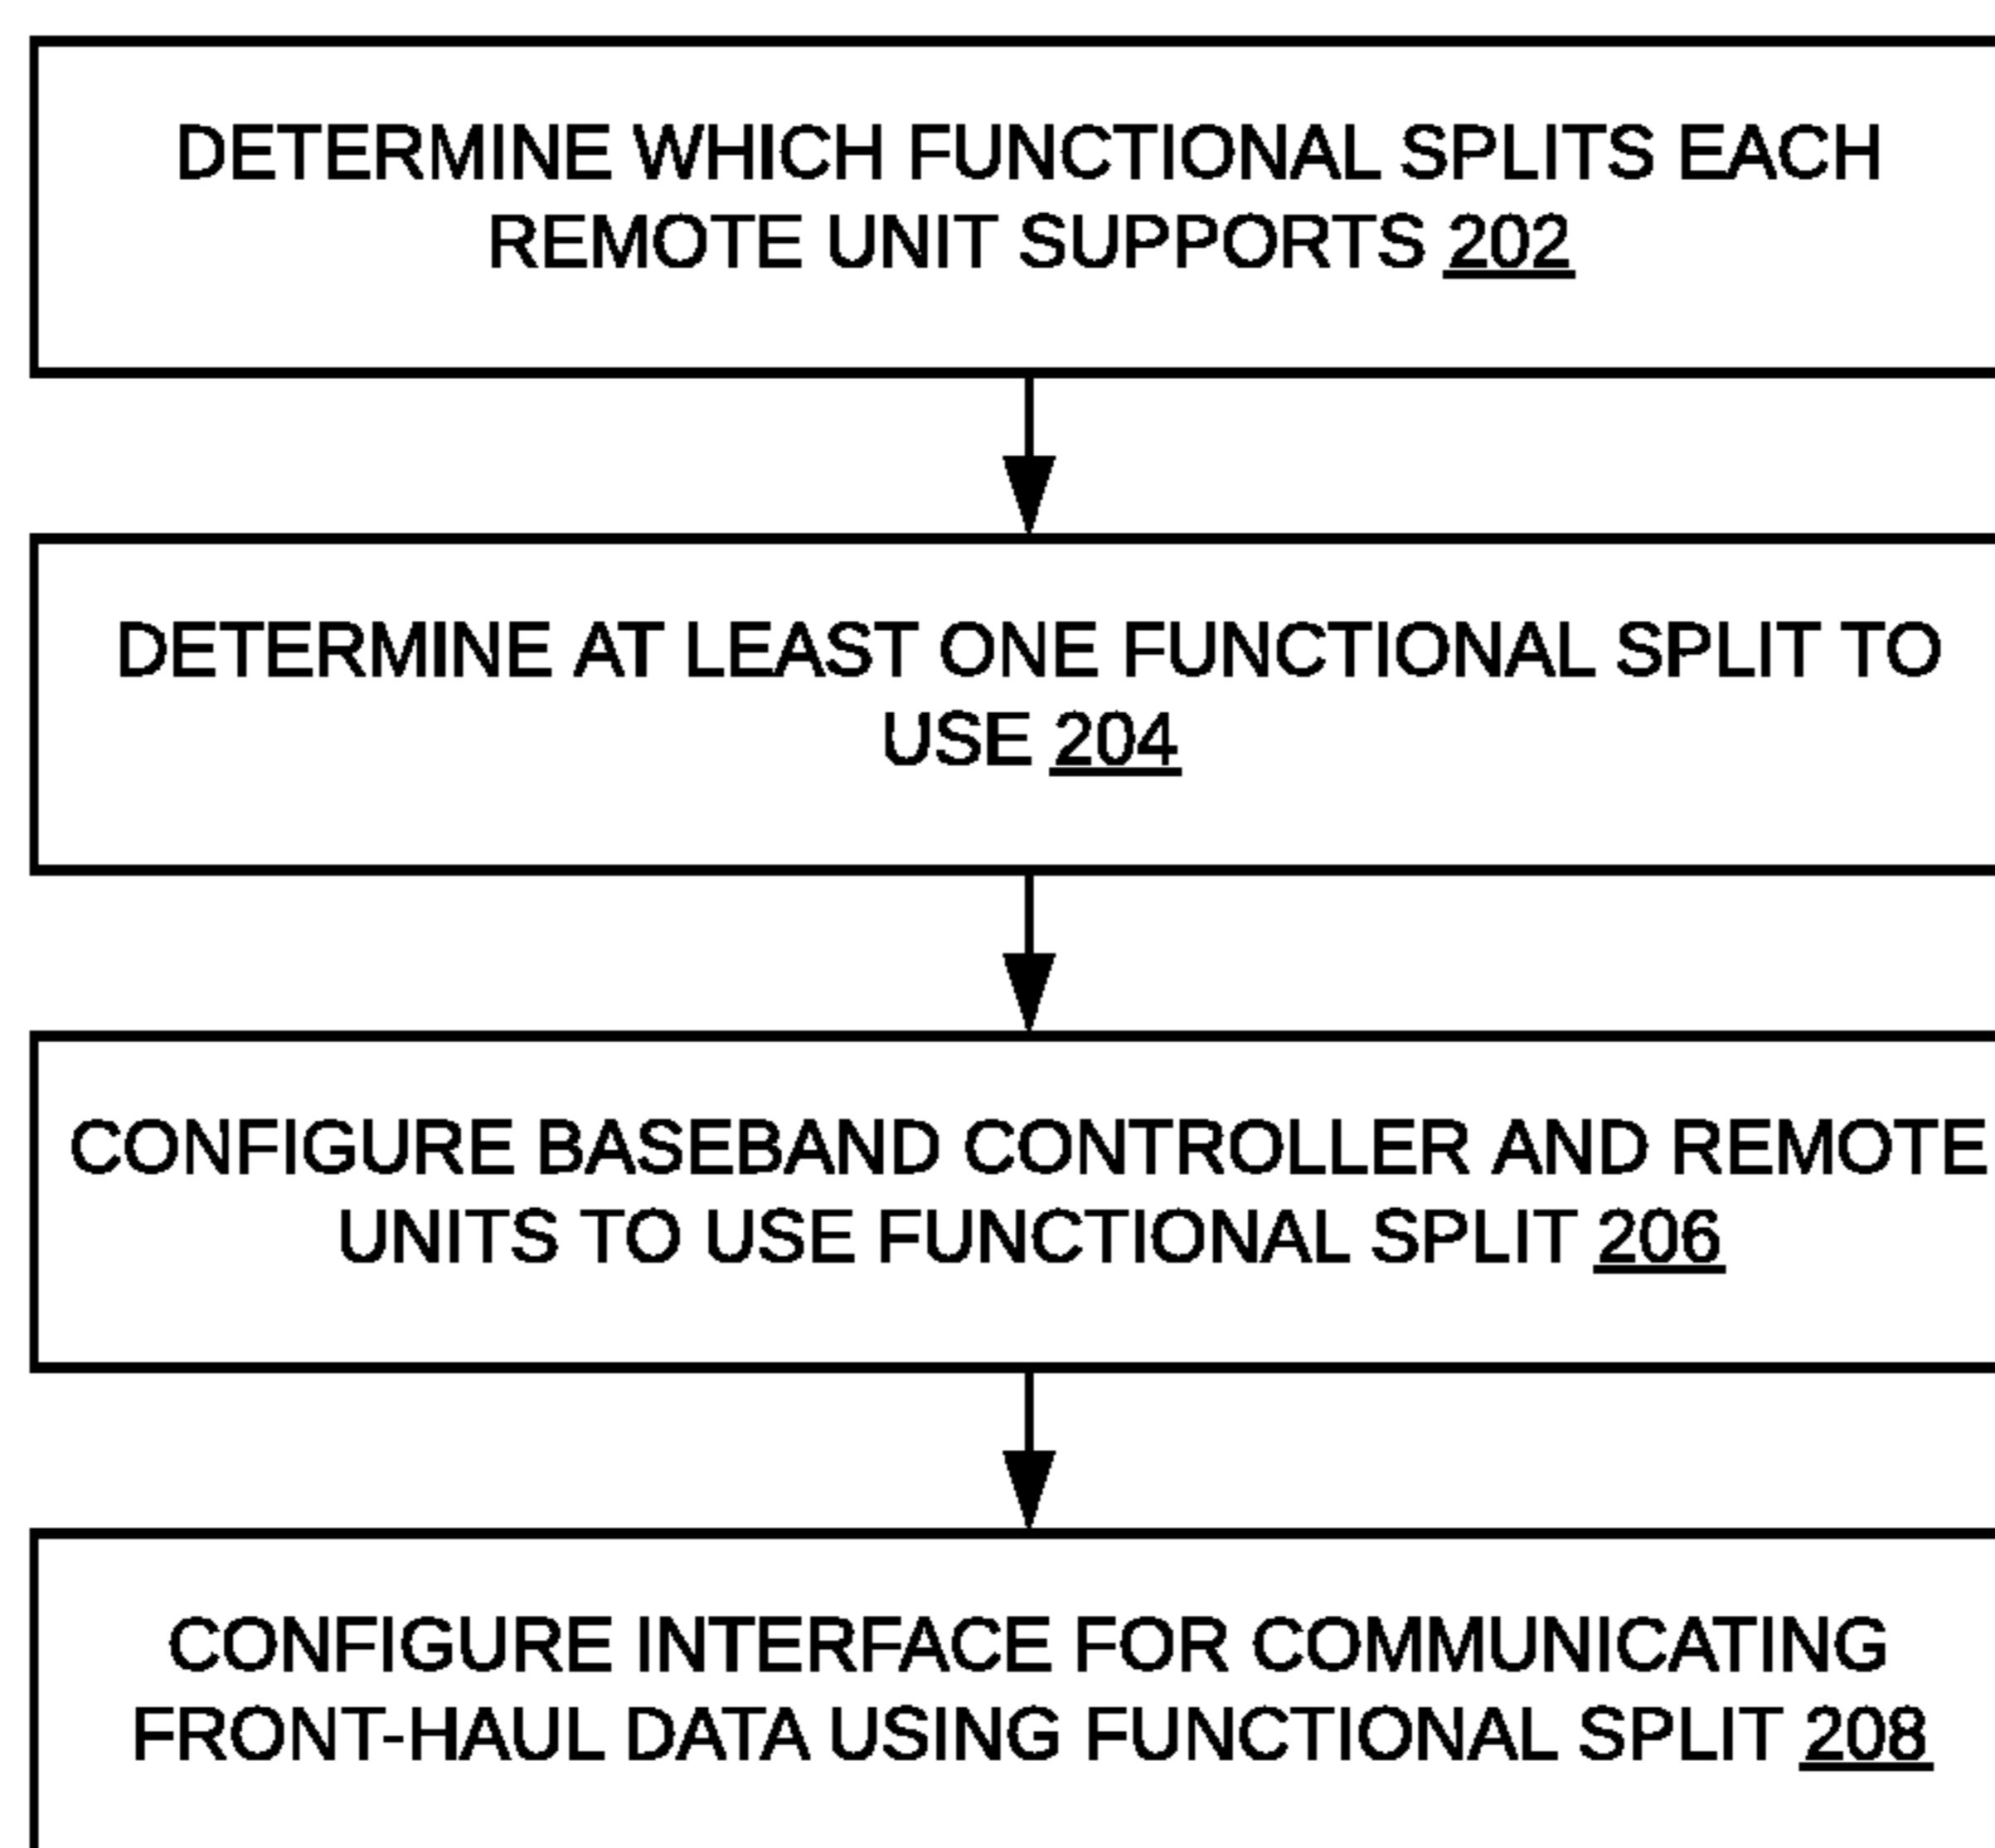 DETERMINE WHICH FUNCTIONAL SPLITS EACH
REMOTE UNIT SUPPORTS 202
DETERMINE AT LEAST ONE FUNCTIONAL SPLIT TO
USE 204
CONFIGURE BASEBAND CONTROLLER AND REMOTE
UNITS TO USE FUNCTIONAL SPLIT 206
CONFIGURE INTERFACE FOR COMMUNICATING
FRONT-HAUL DATA USING FUNCTIONAL SPLIT 208